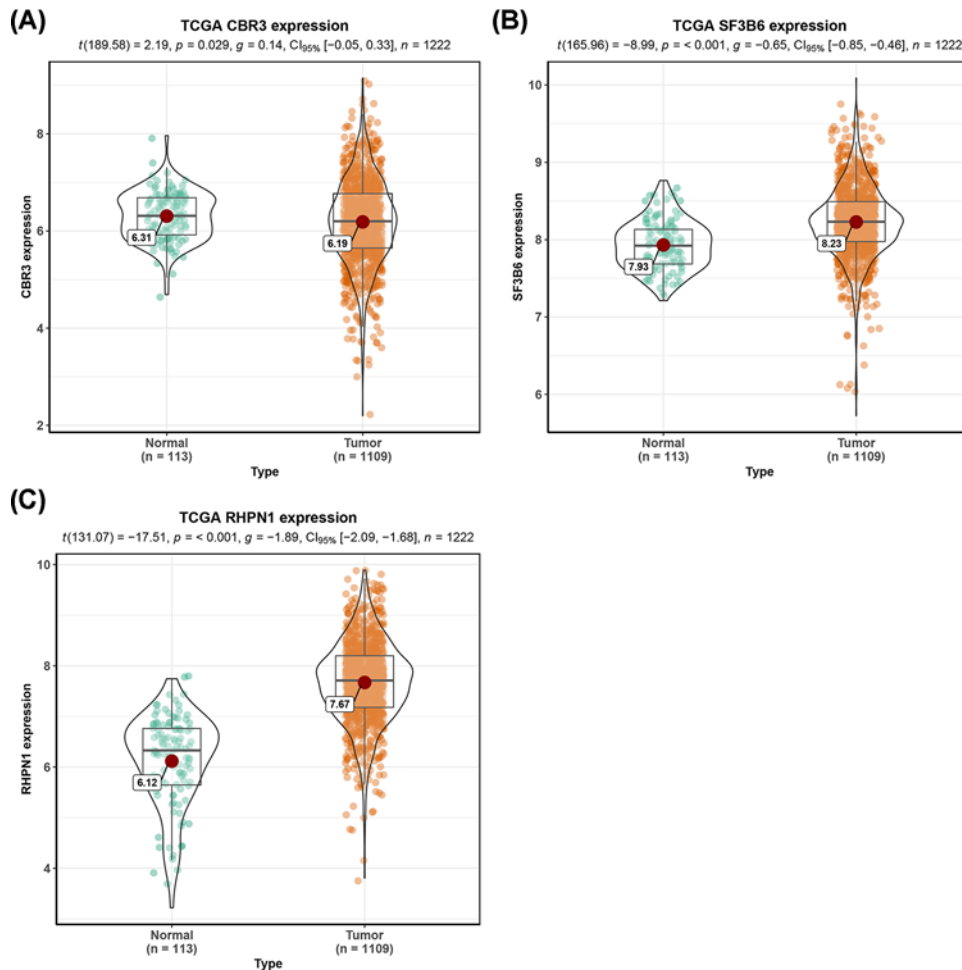 (A)
TCGA CBR3 expression
t(189.58) = 2.19, p = 0.029, g = 0.14, CI95% [-0.05, 0.33], n = 1222
CBR3 expression
8
6
4
2
6.31
6.19
Normal
(n = 113)
Tumor
(n = 1109)
Type
(B)
TCGA SF3B6 expression
t(165.96) = −8.99, p = < 0.001, g = −0.65, CI95% [−0.85, −0.46], n = 1222
SF3B6 expression
10
9
8
7
6
7.93
8.23
Normal
(n = 113)
Tumor
(n = 1109)
Type
(C)
TCGA RHPN1 expression
t(131.07) = −17.51, p = < 0.001, g = −1.89, CI95% [−2.09, −1.68], n = 1222
RHPN1 expression
10
8
6
4
6.12
7.67
Normal
(n = 113)
Tumor
(n = 1109)
Type